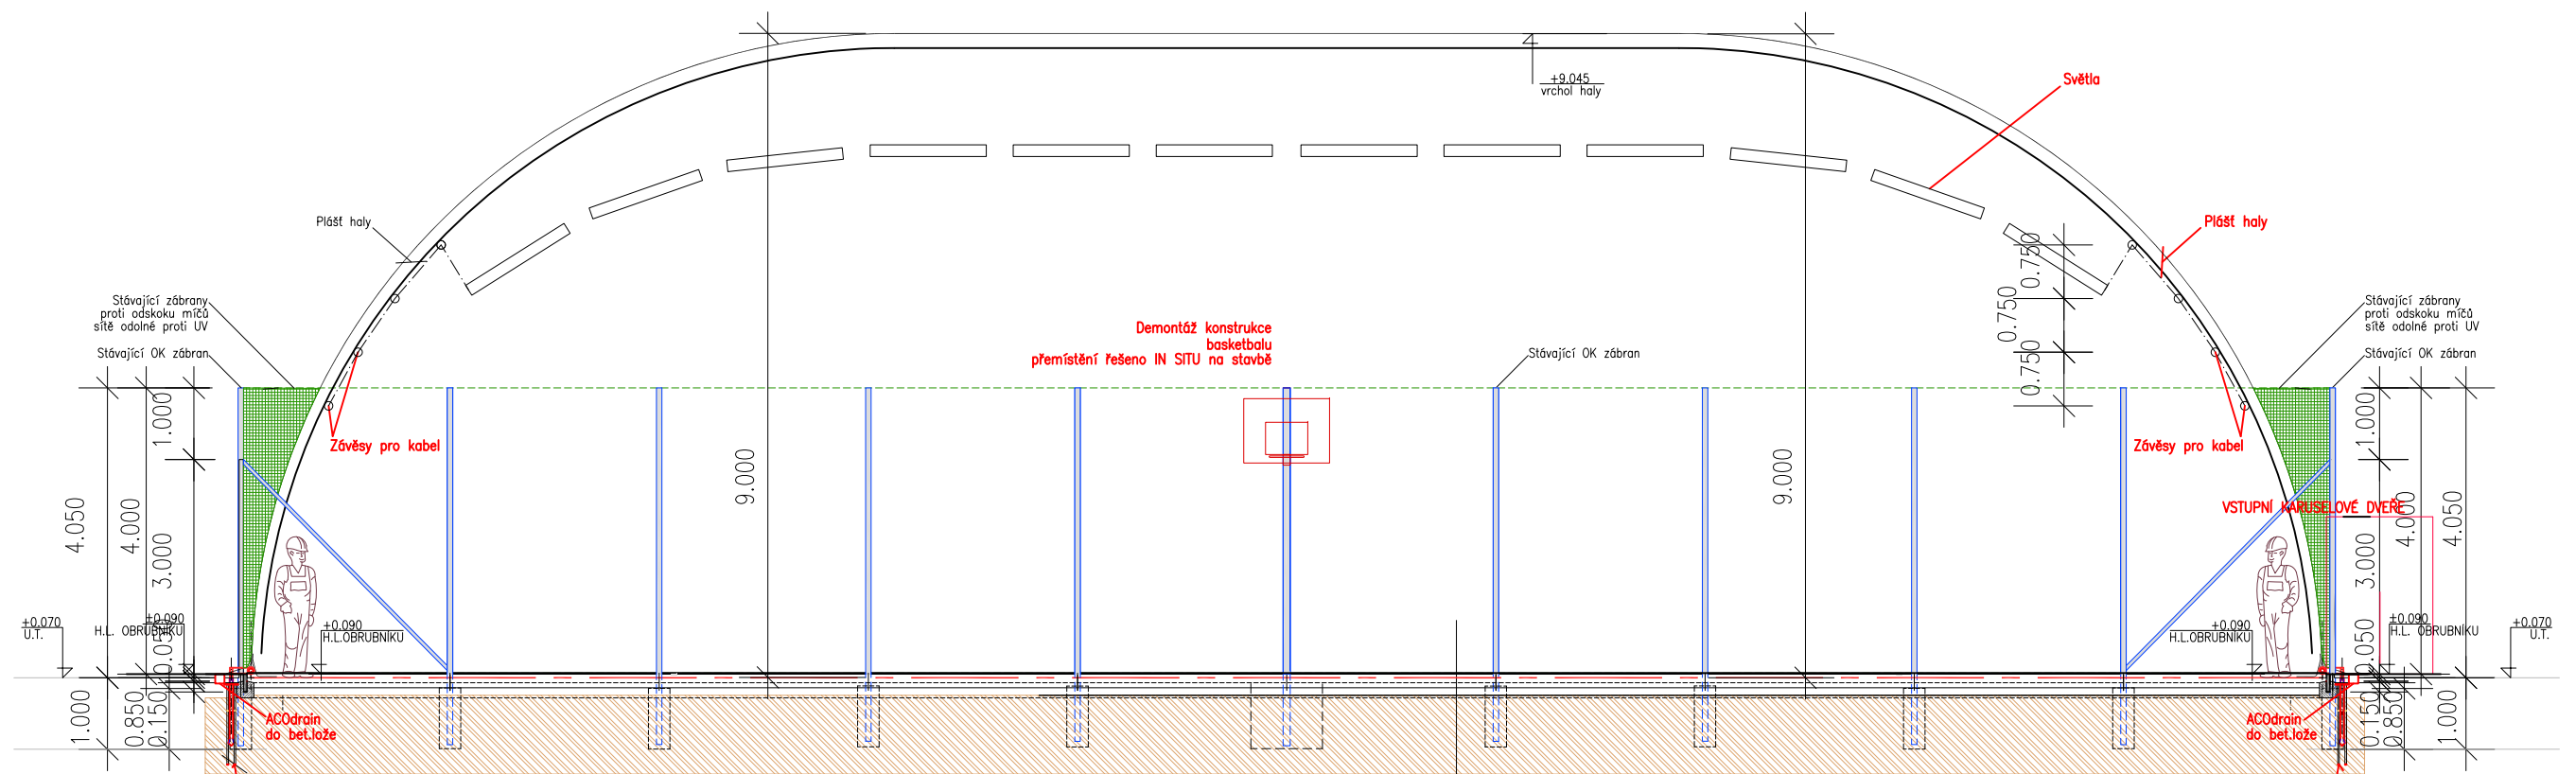 +9.045
vrchol haly
Světla
Plášť haly
Plášť haly
0.750
0.750
0.750
Stávající zábrany
proti odskoku míčů
sítě odolné proti UV
Stávající OK zábran
Demontáž konstrukce
basketbalu
přemístění řešeno IN SITU na stavbě
Stávající OK zábran
Stávající zábrany
proti odskoku míčů
sítě odolné proti UV
Stávající OK zábran
Závěsy pro kabel
Závěsy pro kabel
VSTUPNÍ KARUSELOVÉ DVEŘE
9.000
9.000
4.050
4.000
1.000
3.000
0.050
1.000
3.000
4.000
4.050
0.050
+0.070
U.T.
+0.090
H.L. OBRUBNÍKU
+0.090
H.L.OBRUBNÍKU
+0.090
H.L.OBRUBNÍKU
+0.090
H.L. OBRUBNÍKU
+0.070
U.T.
1.000
0.850
0.150
ACOdrain
do bet.lože
ACOdrain
do bet.lože
0.150
0.850
1.000